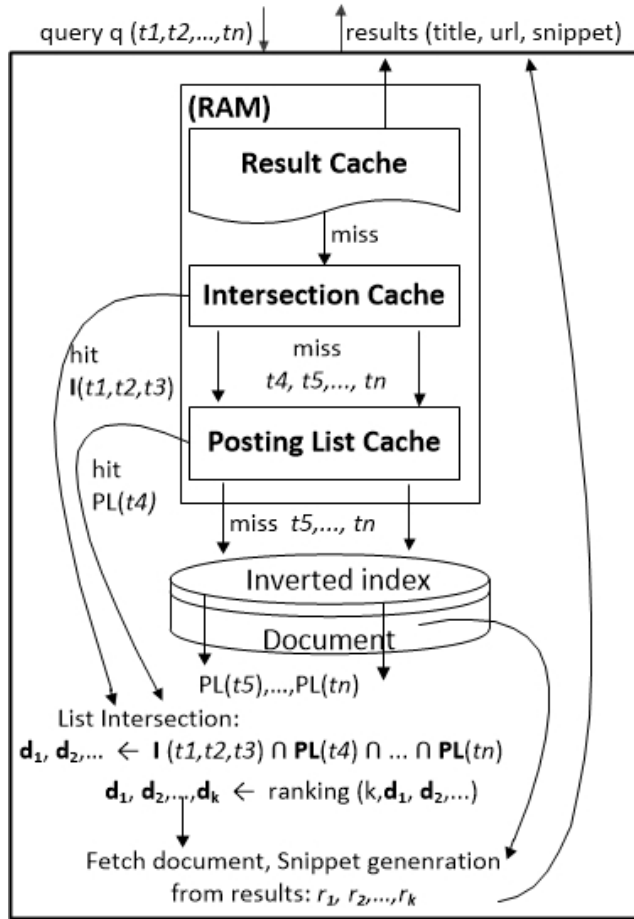 query q (t1,t2,...,tn)
results (title, url, snippet)
(RAM)
Result Cache
miss
Intersection Cache
hit
I(t1,t2,t3)
miss
t4, t5,..., tn
Posting List Cache
hit
PL(t4)
miss t5,..., tn
Inverted index
Document
PL(t5),...,PL(tn)
List Intersection:
d1, d2,... ← I (t1,t2,t3) ∩ PL(t4) ∩ ... ∩ PL(tn)
d1, d2,...,dk ← ranking (k,d1, d2,...)
Fetch document, Snippet genenration
from results: r1, r2,...,rk